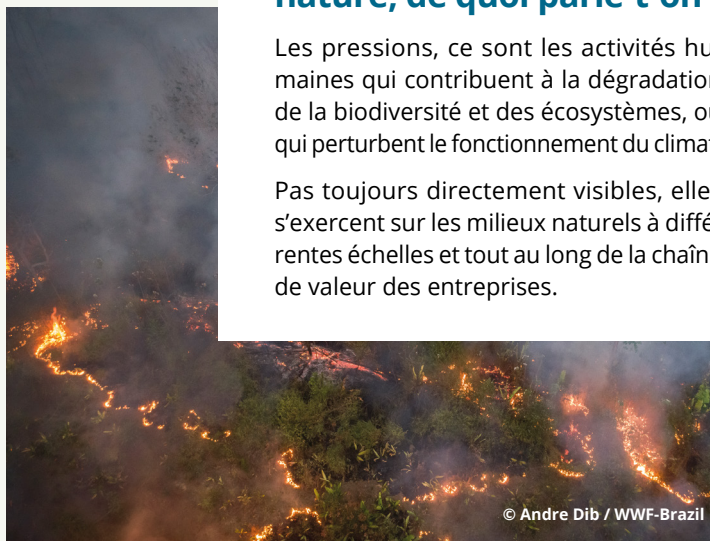 nature, de quoi parle-t-on
Les pressions, ce sont les activités hu
maines qui contribuent à la dégradation
de la biodiversité et des écosystèmes, ou
qui perturbent le fonctionnement du climat
Pas toujours directement visibles, elle
s’exercent sur les milieux naturels à diffé
rentes échelles et tout au long de la chaîn
de valeur des entreprises.
© Andre Dib / WWF-Brazil